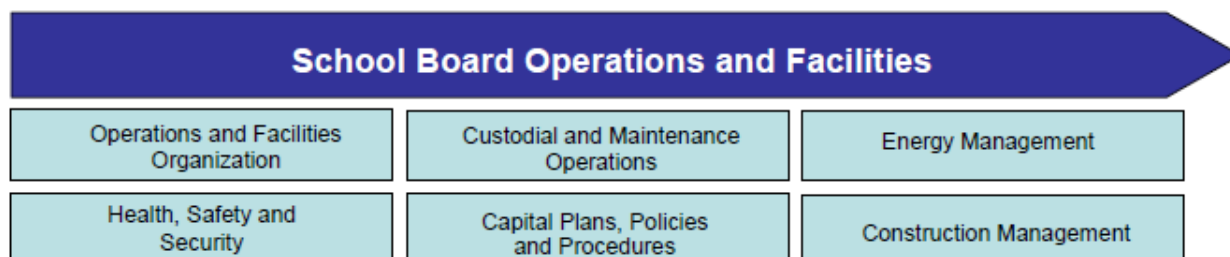 School Board Operations and Facilities
Operations and Facilities
Organization
Custodial and Maintenance
Operations
Energy Management
Health, Safety and
Security
Capital Plans, Policies
and Procedures
Construction Management